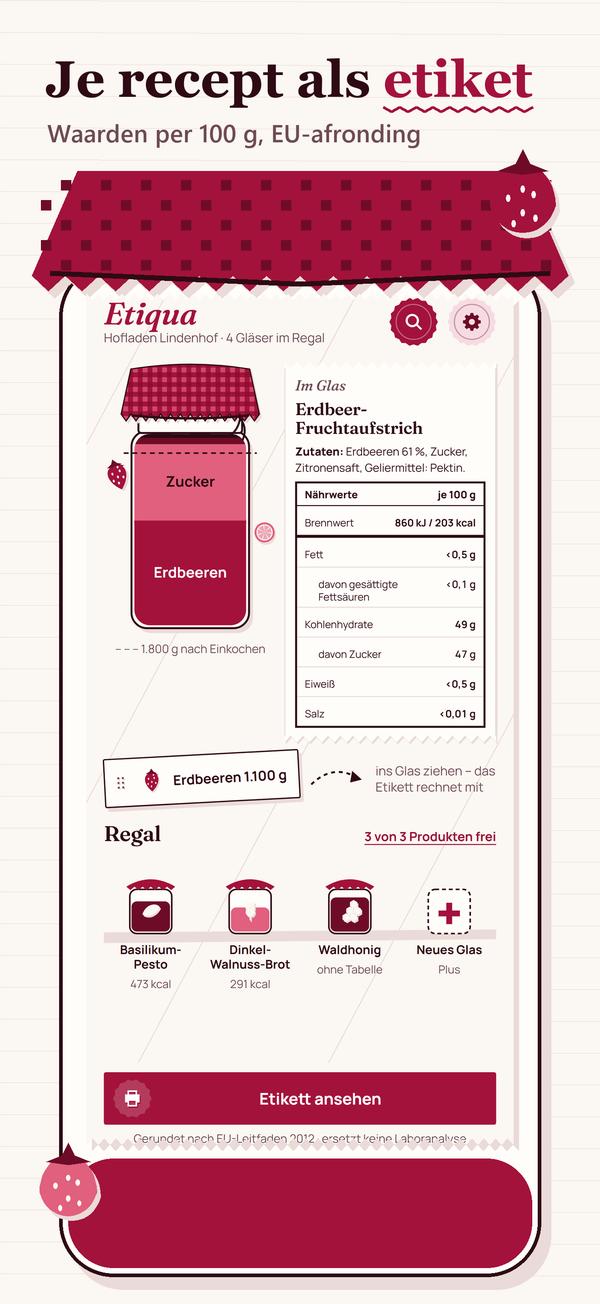 Je recept als etiket
Waarden per 100 g, EU-afronding
Etiqua
Hofladen Lindenhof · 4 Gläser im Regal
Zucker
Erdbeeren
--- 1.800 g nach Einkochen
Im Glas
Erdbeer-
Fruchtaufstrich
Zutaten: Erdbeeren 61 %, Zucker,
Zitronensaft, Geliermittel: Pektin.
Nährwerte je 100 g
Brennwert 860 kJ / 203 kcal
Fett <0,5 g
davon gesättigte
Fettsäuren <0,1 g
Kohlenhydrate 49 g
davon Zucker 47 g
Eiweiß <0,5 g
Salz <0,01 g
Erdbeeren 1.100 g
ins Glas ziehen – das
Etikett rechnet mit
Regal
3 von 3 Produkten frei
Basilikum-
Pesto
473 kcal
Dinkel-
Walnuss-Brot
291 kcal
Waldhonig
ohne Tabelle
Neues Glas
Plus
Etikett ansehen
Gerundet nach EU-Leitfaden 2012, ersetzt keine Laboranalyse